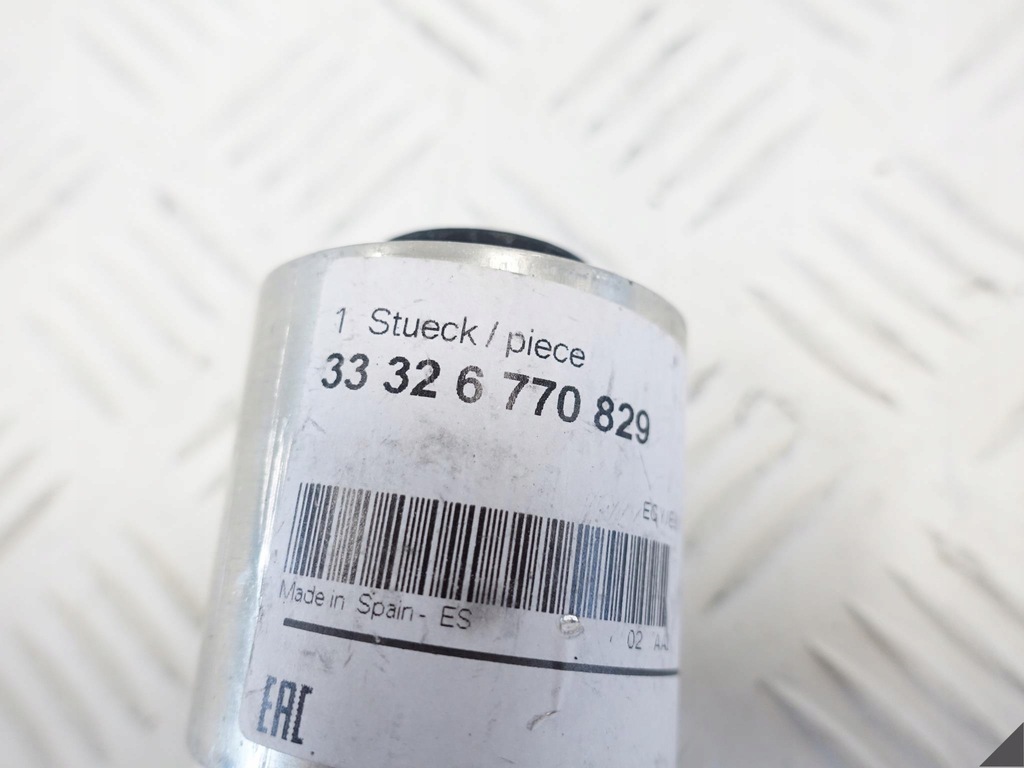 1 Stueck / piece
33 32 6 770 829
Made in Spain - ES
02
EAC